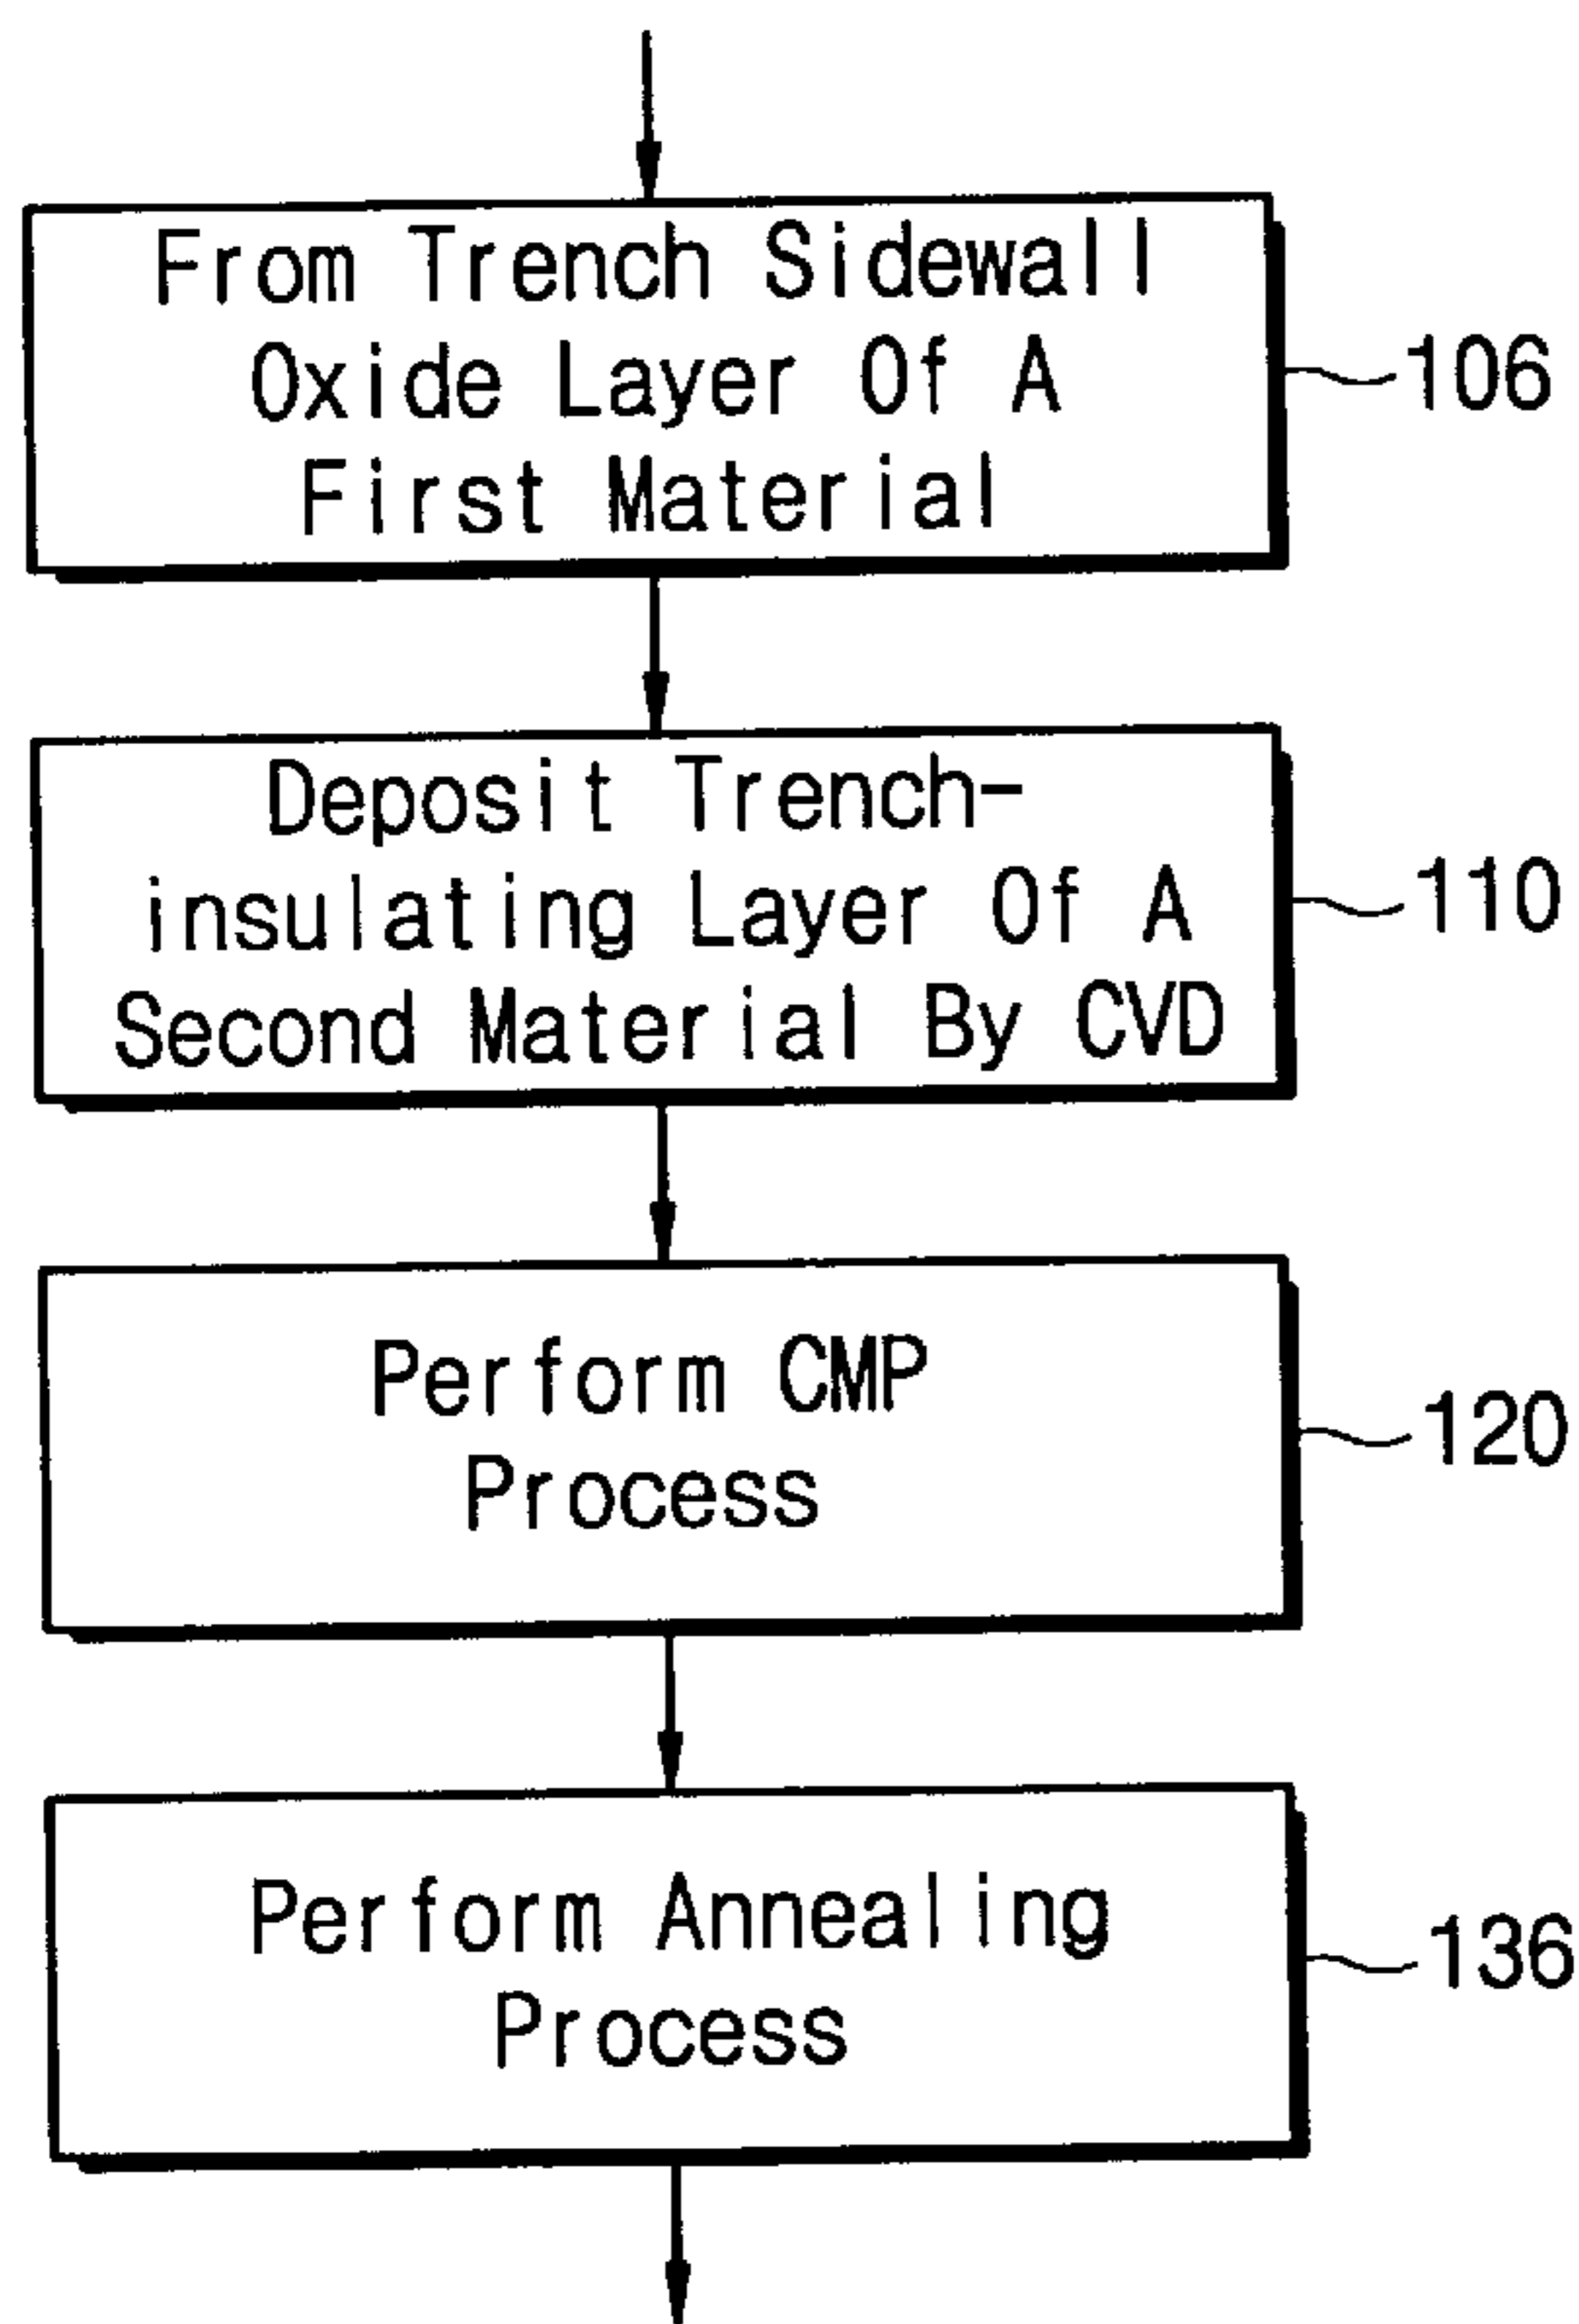 From Trench Sidewall
Oxide Layer Of A
First Material
106
Deposit Trench-
insulating Layer Of A
Second Material By CVD
110
Perform CMP
Process
120
Perform Annealing
Process
136